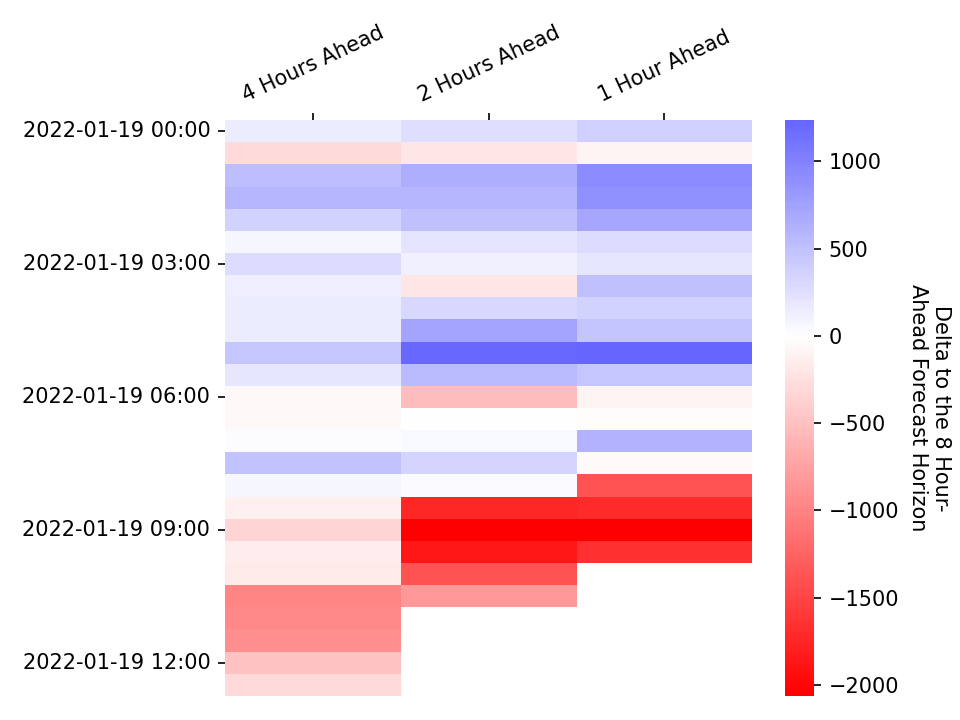 4 Hours Ahead
2 Hours Ahead
1 Hour Ahead
2022-01-19 00:00
2022-01-19 03:00
2022-01-19 06:00
2022-01-19 09:00
2022-01-19 12:00
1000
500
0
−500
−1000
−1500
−2000
Delta to the 8 Hour-
Ahead Forecast Horizon